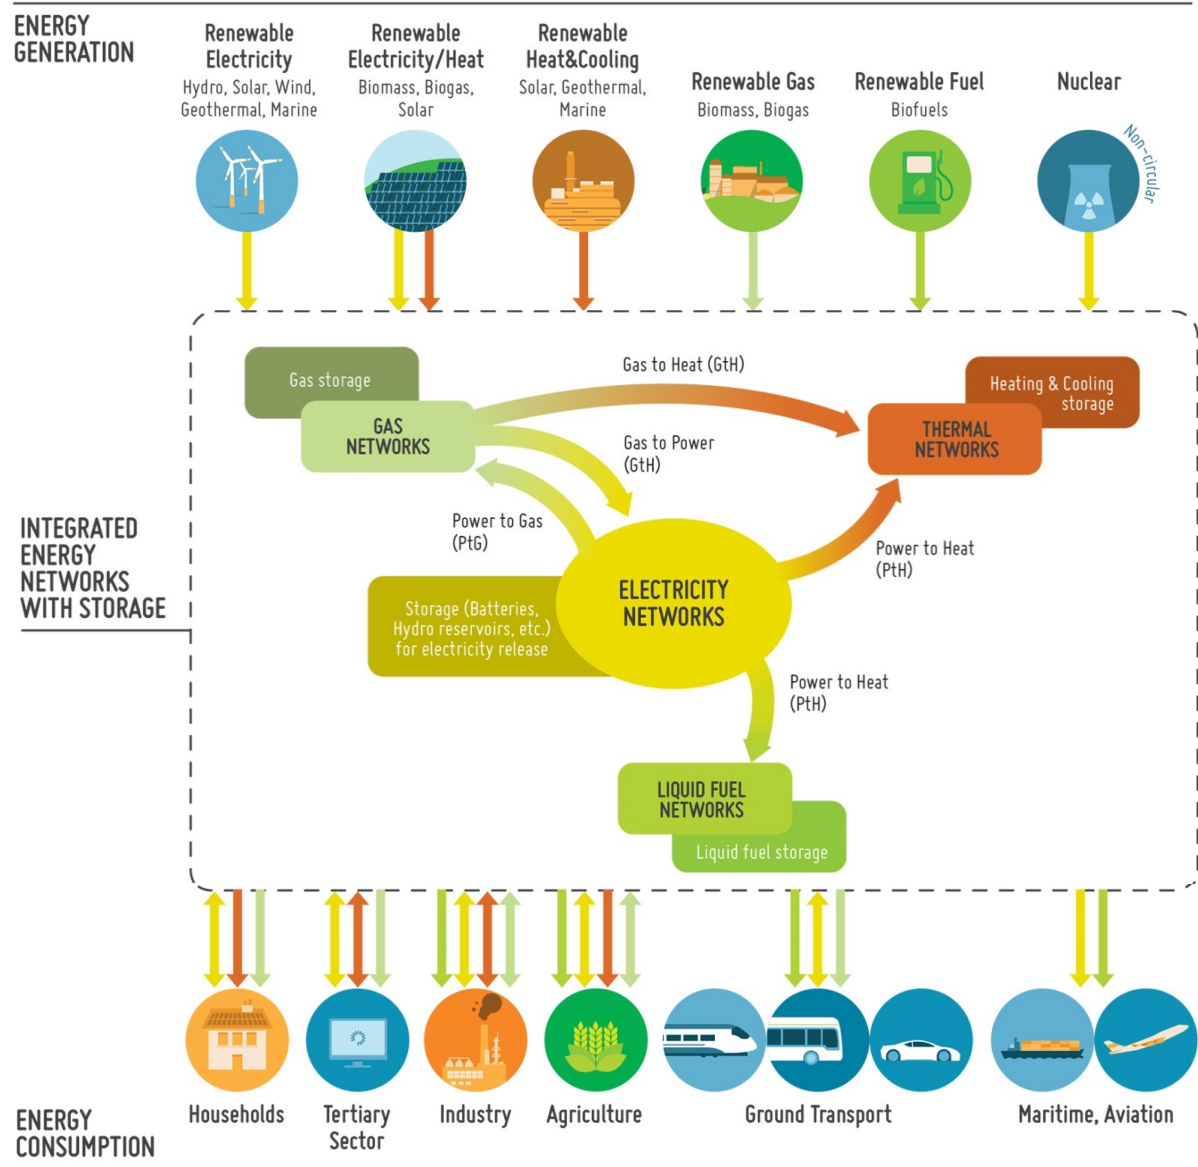 ENERGY
GENERATION
Renewable
Electricity
Hydro, Solar, Wind,
Geothermal, Marine
Renewable
Electricity/Heat
Biomass, Biogas,
Solar
Renewable
Heat&Cooling
Solar, Geothermal,
Marine
Renewable Gas
Biomass, Biogas
Renewable Fuel
Biofuels
Nuclear
Non-circular
Gas storage
GAS
NETWORKS
Gas to Heat (GtH)
Heating & Cooling
storage
THERMAL
NETWORKS
Gas to Power
(GtH)
Power to Gas
(PtG)
Power to Heat
(PtH)
INTEGRATED
ENERGY
NETWORKS
WITH STORAGE
ELECTRICITY
NETWORKS
Storage (Batteries,
Hydro reservoirs, etc.)
for electricity release
Power to Heat
(PtH)
LIQUID FUEL
NETWORKS
Liquid fuel storage
ENERGY
CONSUMPTION
Households
Tertiary
Sector
Industry
Agriculture
Ground Transport
Maritime, Aviation